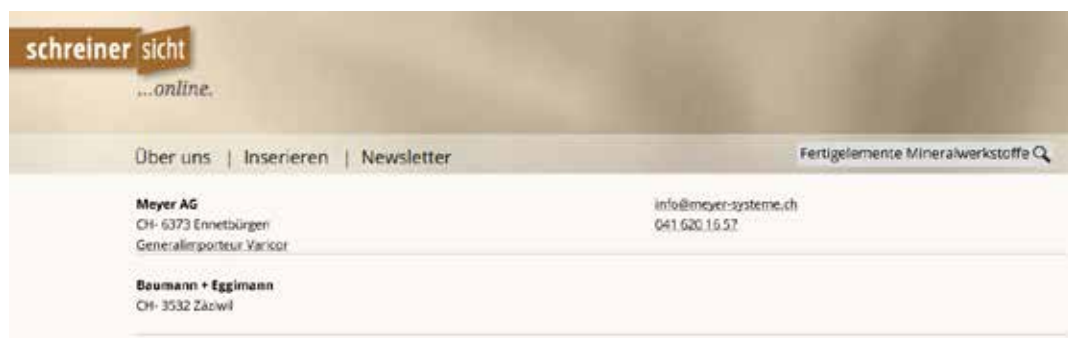 schreiner sicht
...online.
Über uns | Inserieren | Newsletter
Fertigelemente Mineralwerkstoffe
Meyer AG
info@meyer-systeme.ch
CH- 6373 Ennetbürgen
041 620 16 57
Generalimporteur Varicor
Baumann + Eggimann
CH- 3532 Zäziwil